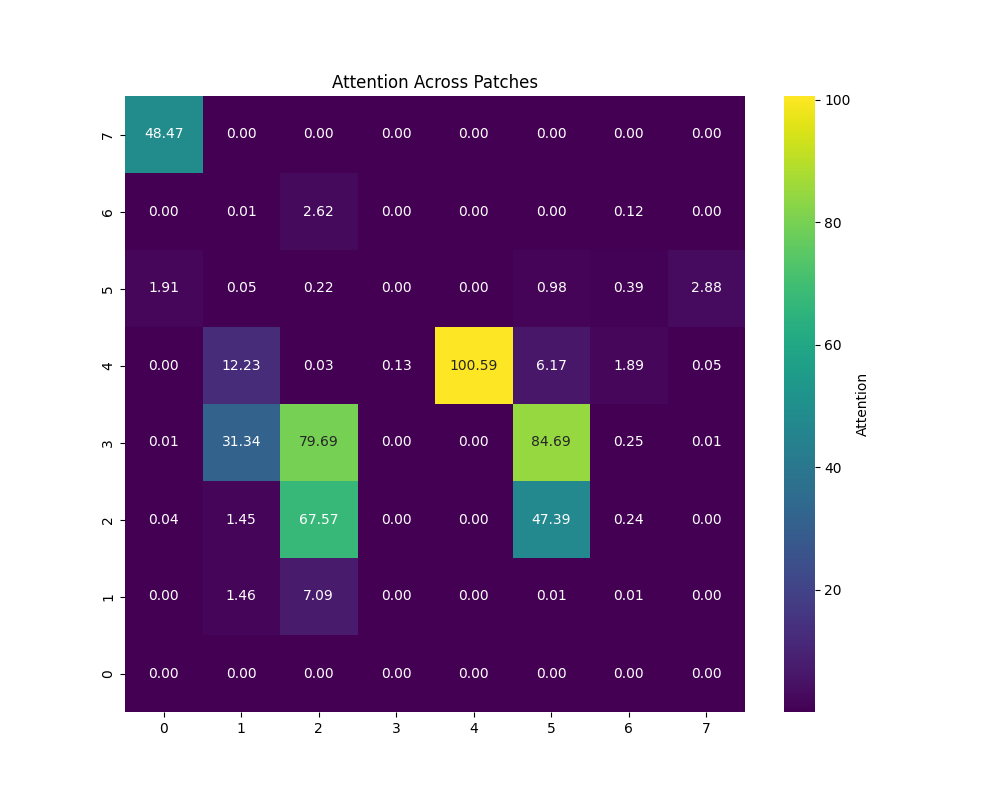 Attention Across Patches
7 48.47 0.00 0.00 0.00 0.00 0.00 0.00 0.00
6 0.00 0.01 2.62 0.00 0.00 0.00 0.12 0.00
5 1.91 0.05 0.22 0.00 0.00 0.98 0.39 2.88
4 0.00 12.23 0.03 0.13 100.59 6.17 1.89 0.05
3 0.01 31.34 79.69 0.00 0.00 84.69 0.25 0.01
2 0.04 1.45 67.57 0.00 0.00 47.39 0.24 0.00
1 0.00 1.46 7.09 0.00 0.00 0.01 0.01 0.00
0 0.00 0.00 0.00 0.00 0.00 0.00 0.00 0.00
0 1 2 3 4 5 6 7
100
80
60
40
20
Attention